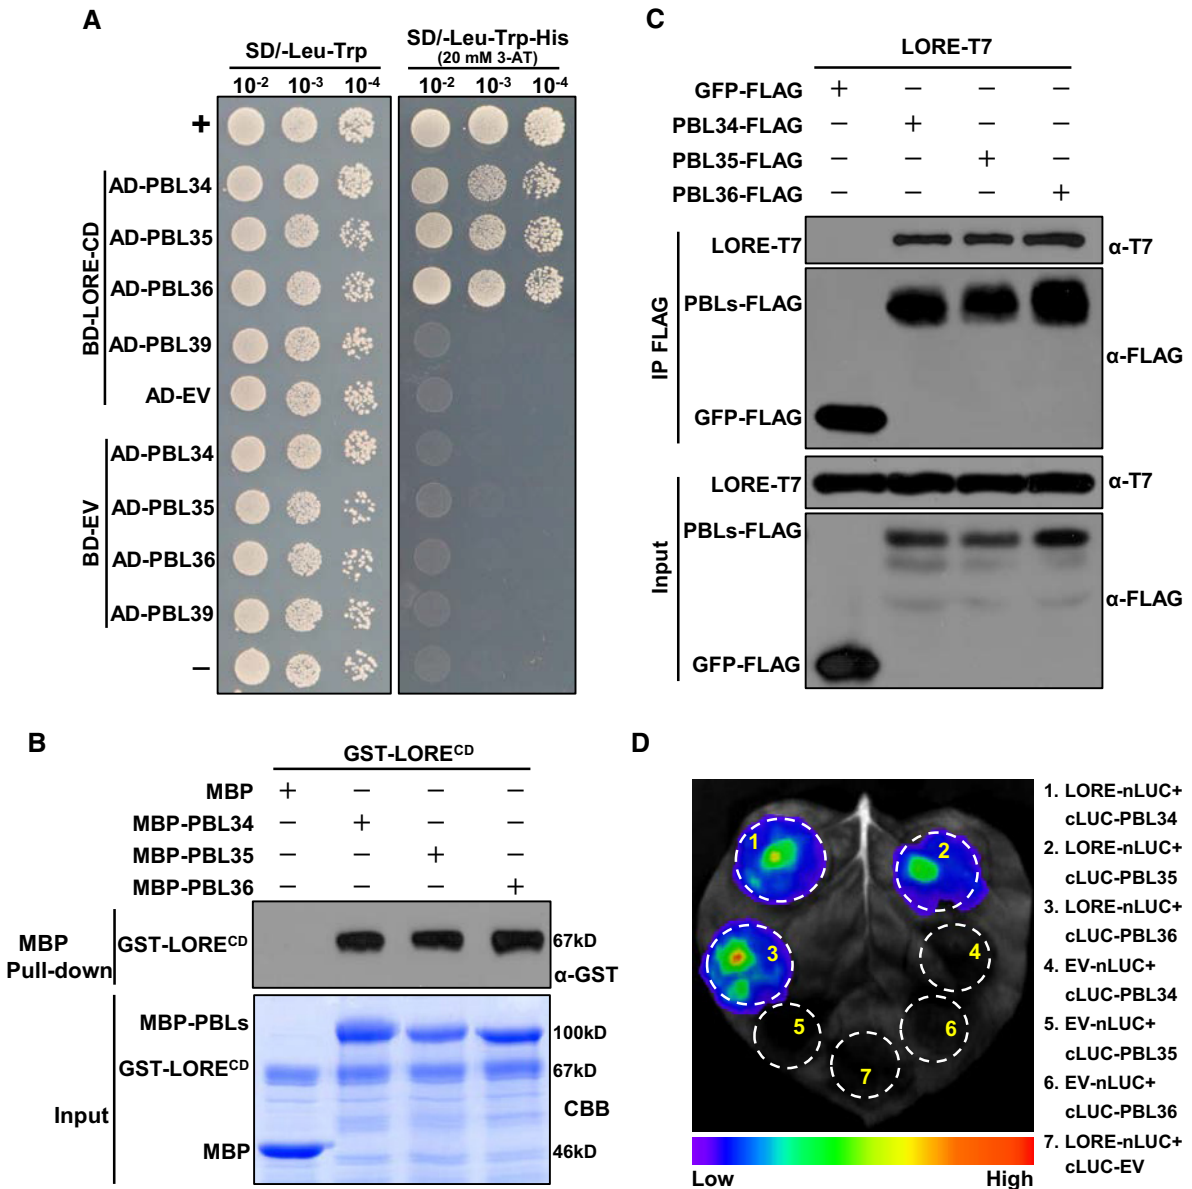 A
SD/-Leu-Trp
SD/-Leu-Trp-His
(20 mM 3-AT)
10-2 10-3 10-4
10-2 10-3 10-4
+
BD-LORE-CD
AD-PBL34
AD-PBL35
AD-PBL36
AD-PBL39
AD-EV
BD-EV
AD-PBL34
AD-PBL35
AD-PBL36
AD-PBL39
−
B
GST-LORECD
MBP + − − −
MBP-PBL34 − + − −
MBP-PBL35 − − + −
MBP-PBL36 − − − +
MBP
Pull-down
GST-LORECD
67kD
α-GST
Input
MBP-PBLs
100kD
GST-LORECD
67kD
CBB
MBP
46kD
C
LORE-T7
GFP-FLAG + − − −
PBL34-FLAG − + − −
PBL35-FLAG − − + −
PBL36-FLAG − − − +
IP FLAG
LORE-T7
α-T7
PBLs-FLAG
α-FLAG
GFP-FLAG
Input
LORE-T7
α-T7
PBLs-FLAG
α-FLAG
GFP-FLAG
D
1
2
3
4
5
6
7
Low
High
1. LORE-nLUC+
cLUC-PBL34
2. LORE-nLUC+
cLUC-PBL35
3. LORE-nLUC+
cLUC-PBL36
4. EV-nLUC+
cLUC-PBL34
5. EV-nLUC+
cLUC-PBL35
6. EV-nLUC+
cLUC-PBL36
7. LORE-nLUC+
cLUC-EV